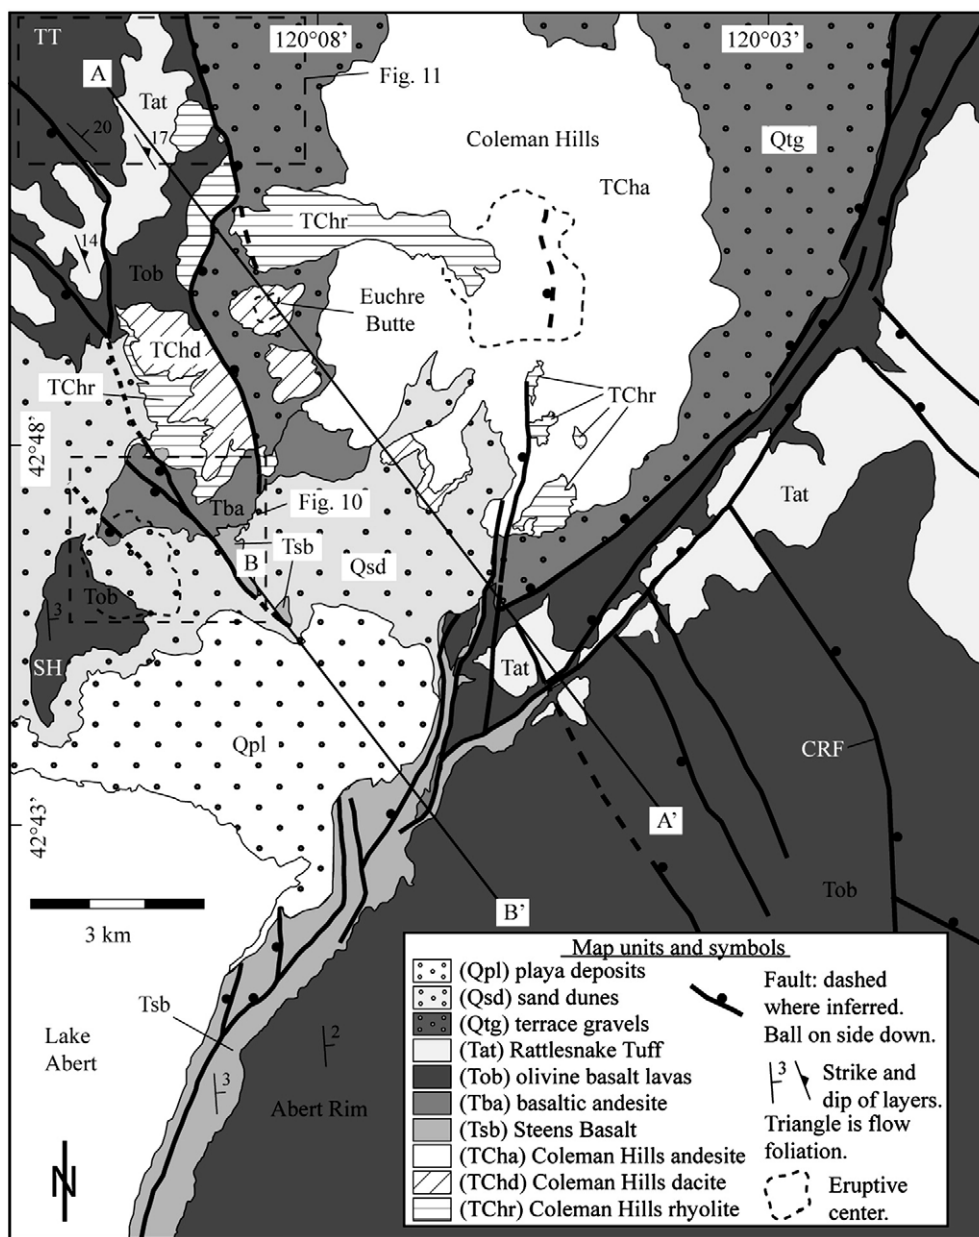 TT
120°08'
120°03'
A
Fig. 11
Tat
20
17
Coleman Hills
Qtg
TCha
TChr
14
Tob
Euchre
Butte
TChd
TChr
TChr
42°48'
Tat
Tba
Fig. 10
B
Tsb
Qsd
Tob
3
SH
Tat
Qpl
CRF
42°43'
A'
Tob
B'
3 km
Tsb
Lake
Abert
2
3
Abert Rim
N
Map units and symbols
(Qpl) playa deposits
(Qsd) sand dunes
(Qtg) terrace gravels
(Tat) Rattlesnake Tuff
(Tob) olivine basalt lavas
(Tba) basaltic andesite
(Tsb) Steens Basalt
(TCha) Coleman Hills andesite
(TChd) Coleman Hills dacite
(TChr) Coleman Hills rhyolite
Fault: dashed
where inferred.
Ball on side down.
3
Strike and
dip of layers.
Triangle is flow
foliation.
Eruptive
center.